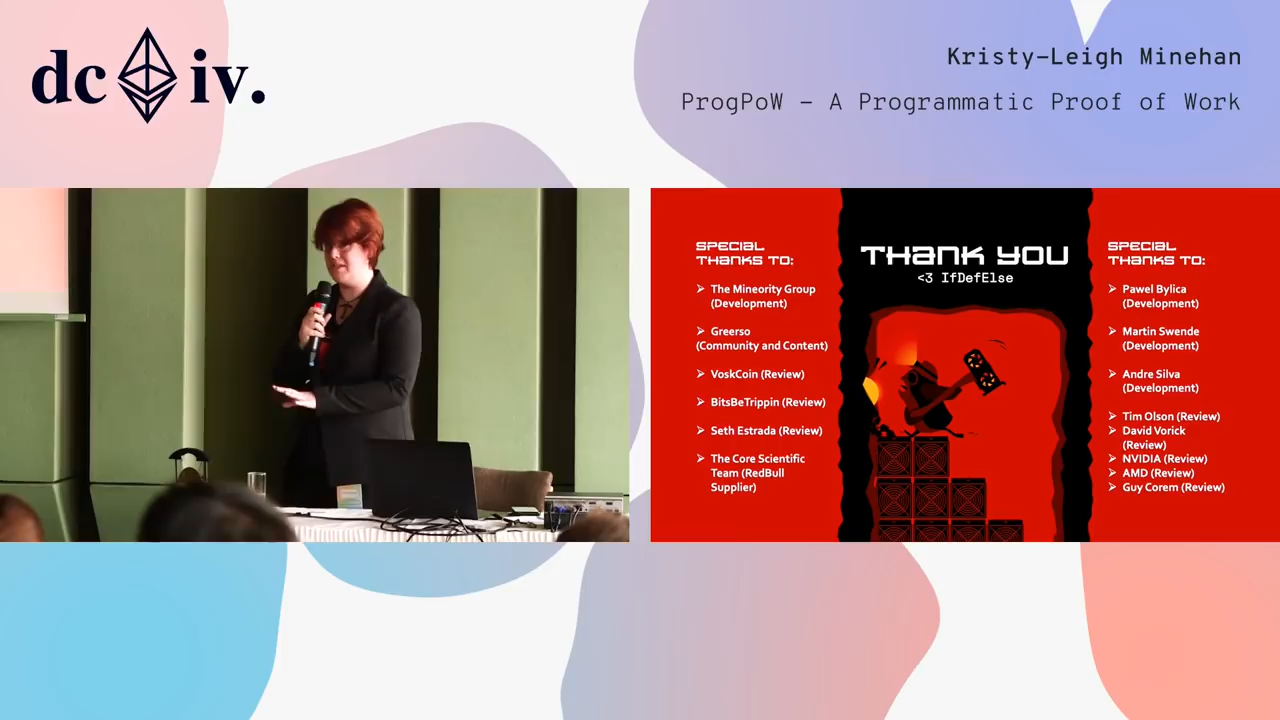 dc iv.
Kristy-Leigh Minehan
ProgPoW - A Programmatic Proof of Work
SPECIAL
THANKS TO:
➢ The Mineority Group
(Development)
➢ Greerso
(Community and Content)
➢ VoskCoin (Review)
➢ BitsBeTrippin (Review)
➢ Seth Estrada (Review)
➢ The Core Scientific
Team (RedBull
Supplier)
THANK YOU
<3 IfDefElse
SPECIAL
THANKS TO:
➢ Pawel Bylica
(Development)
➢ Martin Swende
(Development)
➢ Andre Silva
(Development)
➢ Tim Olson (Review)
➢ David Vorick
(Review)
➢ NVIDIA (Review)
➢ AMD (Review)
➢ Guy Corem (Review)